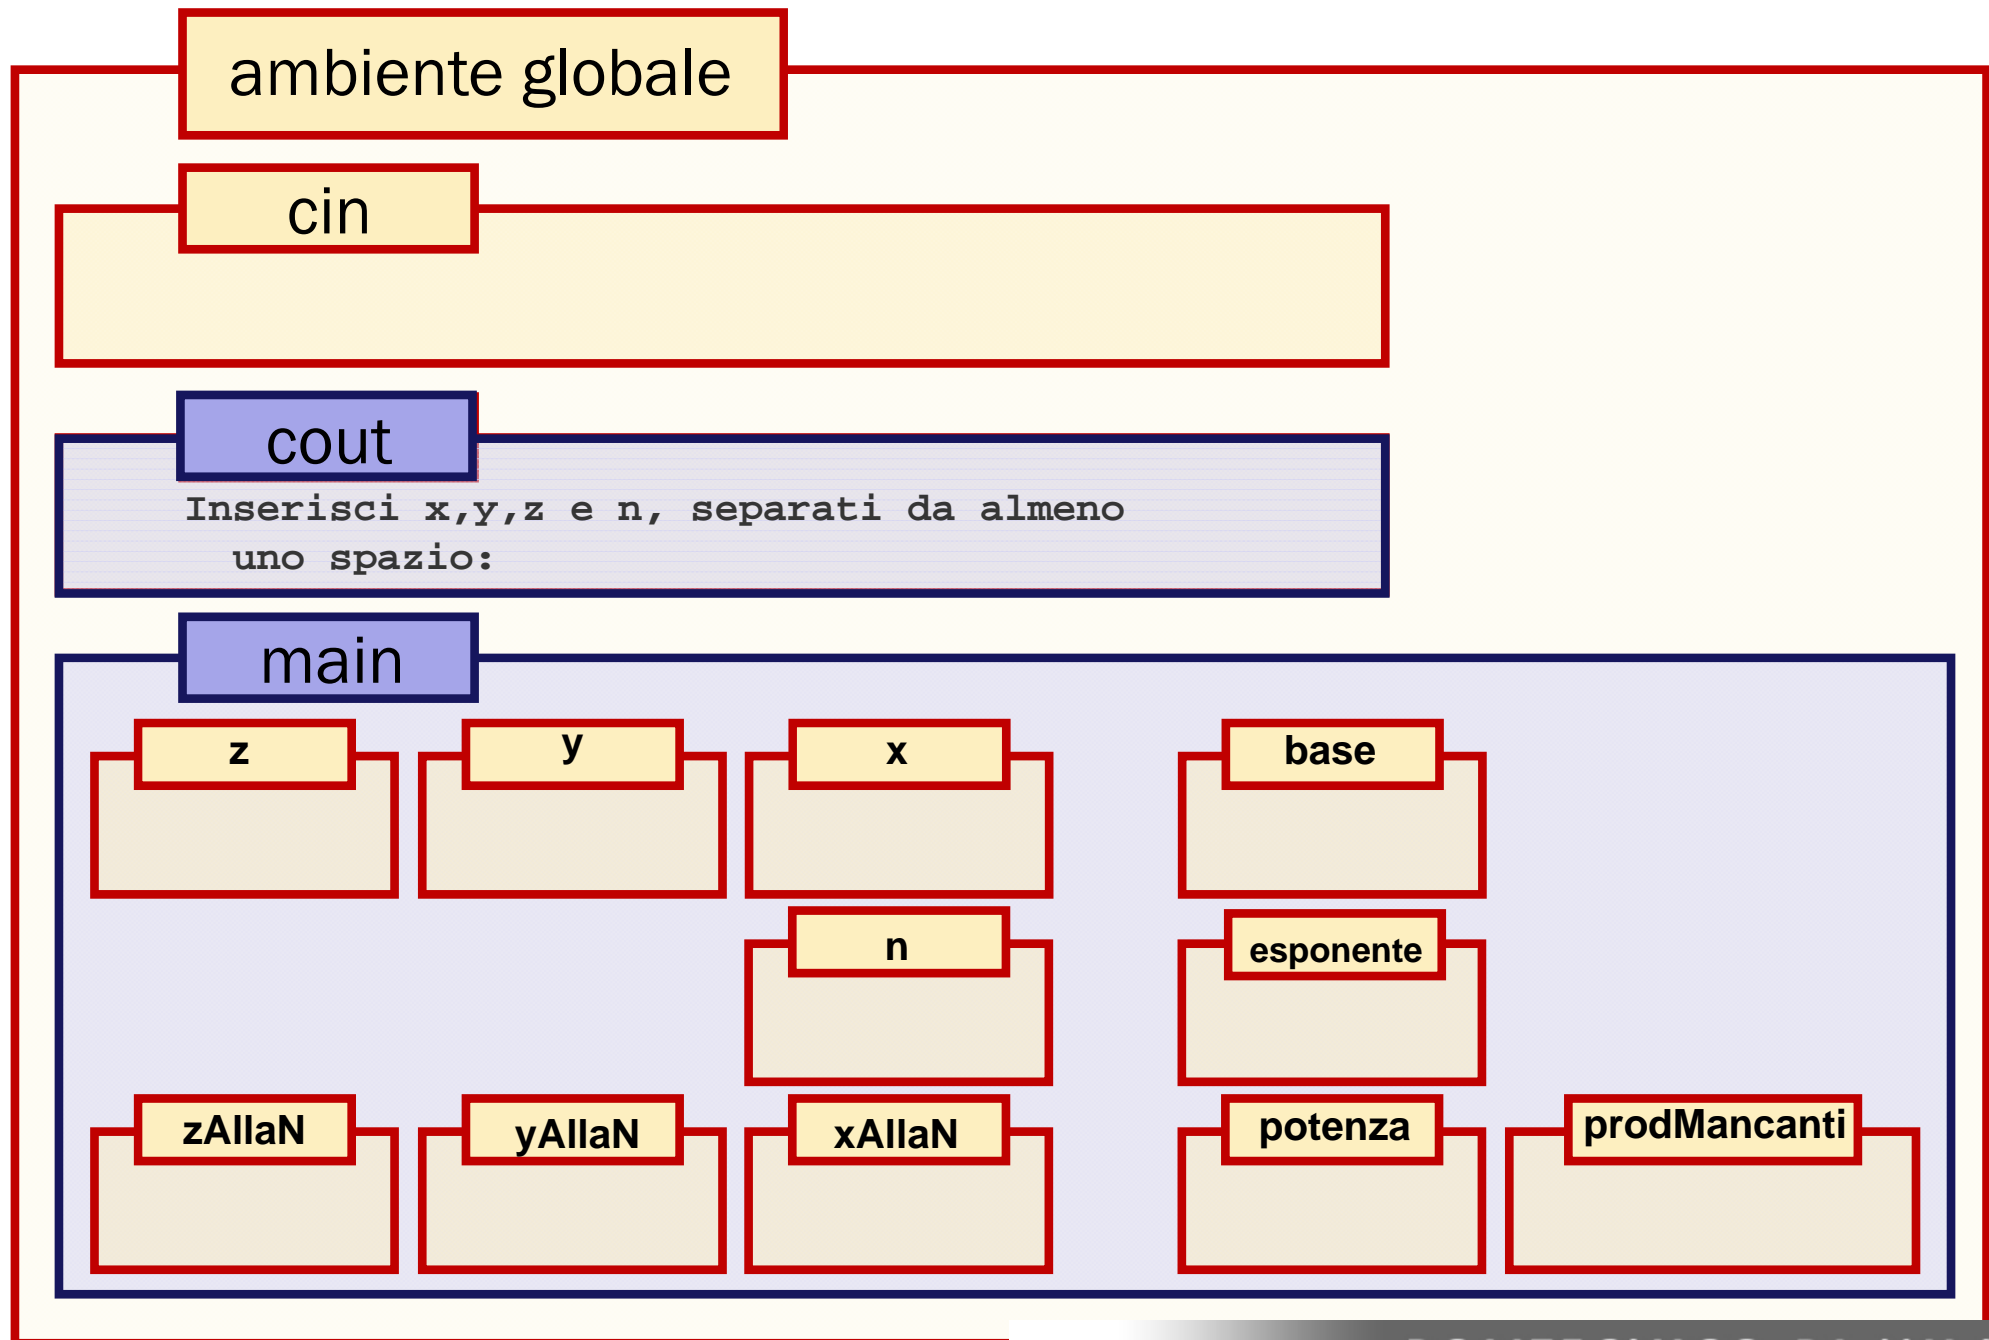 ambiente globale
cin
cout
Inserisci x,y,z e n, separati da almeno
uno spazio:
main
z y x base
n esponente
zAllaN yAllaN xAllaN potenza prodMancanti